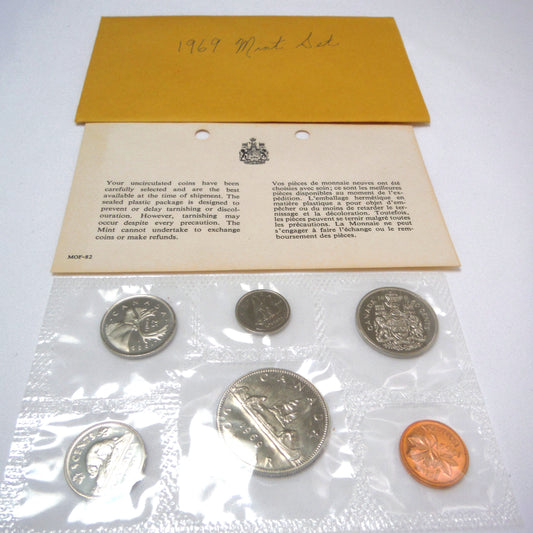 1969 Mint Set
Your uncirculated coins have been
carefully selected and are the best
available at the time of shipment. The
sealed plastic package is designed to
prevent or delay tarnishing or discol-
ouration. However, tarnishing may
occur despite every precaution. The
Mint cannot undertake to exchange
coins or make refunds.
MOF-82
Vos pièces de monnaie neuves ont été
choisies avec soin; ce sont les meilleures
pièces disponibles au moment de l'ex-
pédition. L'emballage hermétique en
matière plastique a pour objet d'em-
pêcher ou du moins de retarder le ter-
nissage et la décoloration. Toutefois,
les pièces peuvent se ternir malgré toutes
les précautions. La Monnaie ne peut
s'engager à faire l'échange ou le rem-
boursement des pièces.
CANADA
CANADA
5 CENTS
CANADA
1969